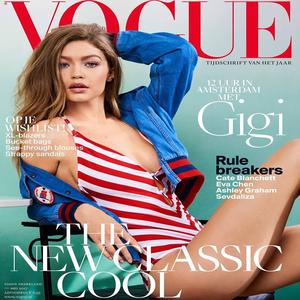 VOGUE
TIJDSCHRIFT VAN HET JAAR
12 UUR IN
AMSTERDAM
MET
Gigi
OP JE
WISHLIST!
XL-blazers
Bucket bags
See-through blouses
Strappy sandals
Rule
breakers
Cate Blanchett
Eva Chen
Ashley Graham
Sevdaliza
THE
NEW CLASSIC
COOL